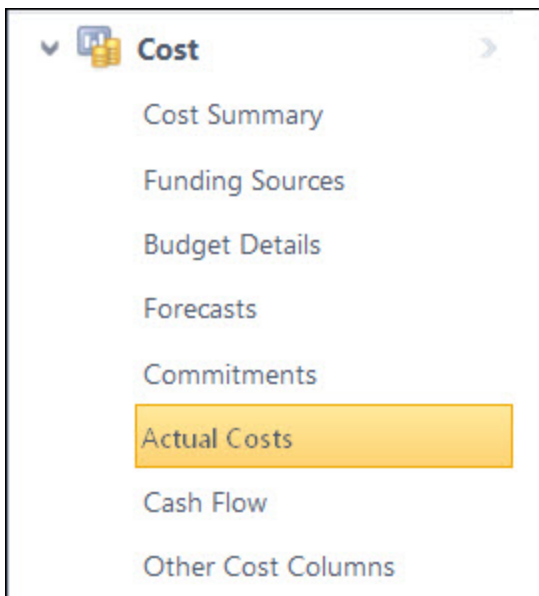 Cost
Cost Summary
Funding Sources
Budget Details
Forecasts
Commitments
Actual Costs
Cash Flow
Other Cost Columns